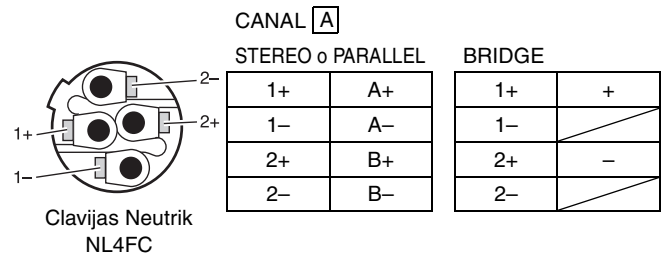 CANAL A
STEREO o PARALLEL
1+ A+
1– A–
2+ B+
2– B–
BRIDGE
1+ +
1–
2+ –
2–
2–
2+
1+
1–
Clavijas Neutrik
NL4FC